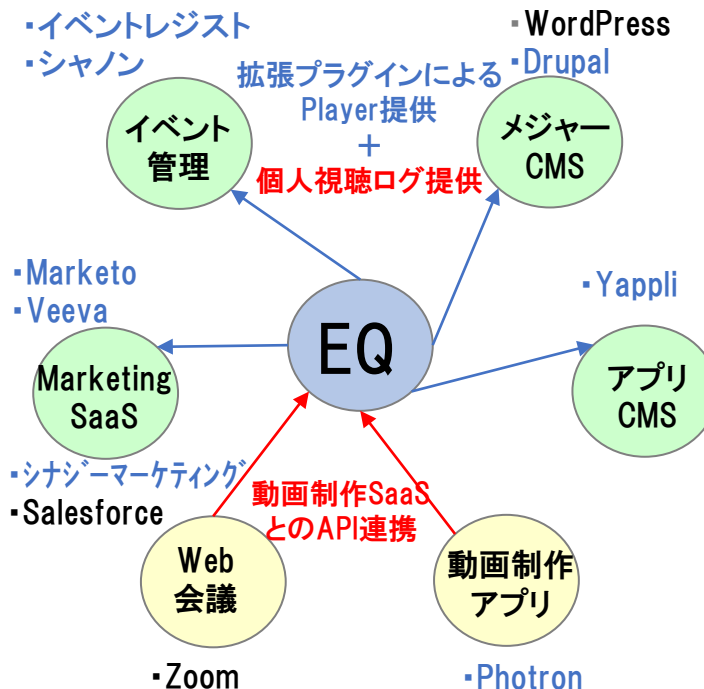 ▪イベントレジスト
▪シャノン
▪WordPress
▪Drupal
拡張プラグインによる
Player提供
+
個人視聴ログ提供
イベント
管理
メジャー
CMS
▪Marketo
▪Veeva
▪Yappli
EQ
Marketing
SaaS
アプリ
CMS
▪シナジーマーケティング
▪Salesforce
動画制作SaaS
とのAPI連携
Web
会議
動画制作
アプリ
▪Zoom
▪Photron